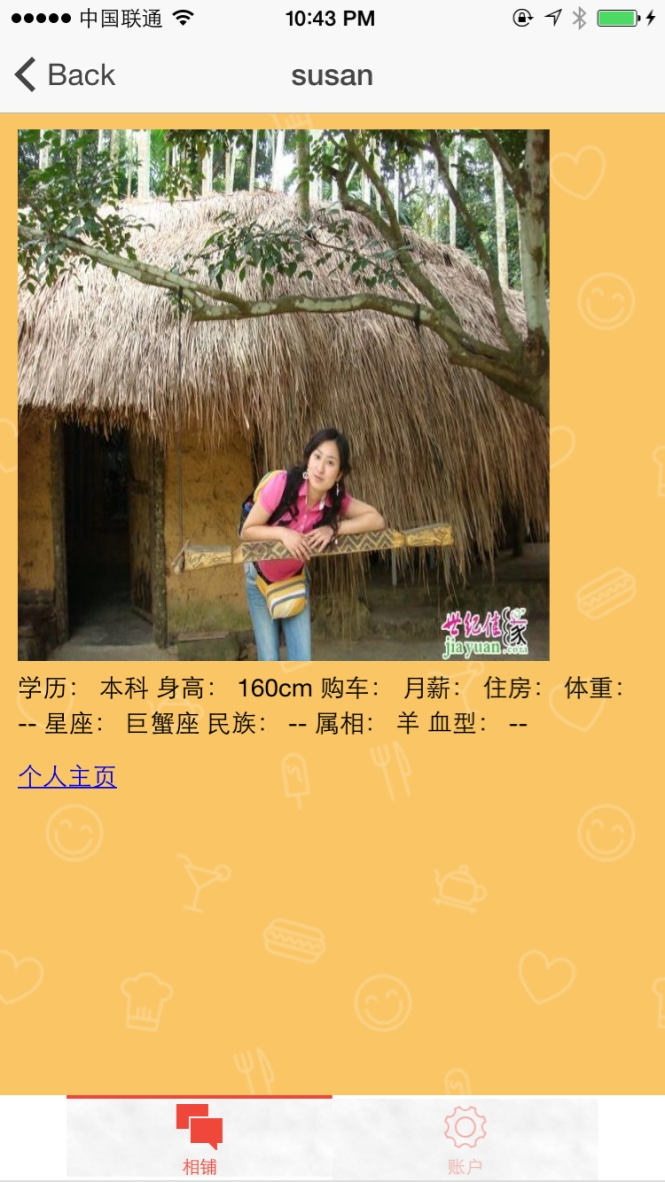 中国联通 10:43 PM
Back susan
世纪佳缘
jiayuan.com
学历： 本科 身高： 160cm 购车： 月薪： 住房： 体重：
-- 星座： 巨蟹座 民族： -- 属相： 羊 血型： --
个人主页
相铺 账户